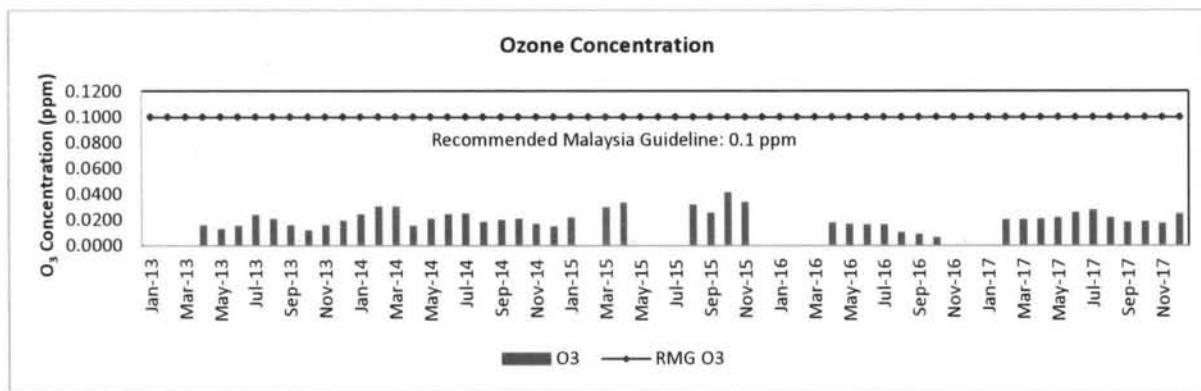 Ozone Concentration
O₃ Concentration (ppm)
0.1200
0.1000
0.0800
0.0600
0.0400
0.0200
0.0000
Recommended Malaysia Guideline: 0.1 ppm
Jan-13
Mar-13
May-13
Jul-13
Sep-13
Nov-13
Jan-14
Mar-14
May-14
Jul-14
Sep-14
Nov-14
Jan-15
Mar-15
May-15
Jul-15
Sep-15
Nov-15
Jan-16
Mar-16
May-16
Jul-16
Sep-16
Nov-16
Jan-17
Mar-17
May-17
Jul-17
Sep-17
Nov-17
O3
RMG O3